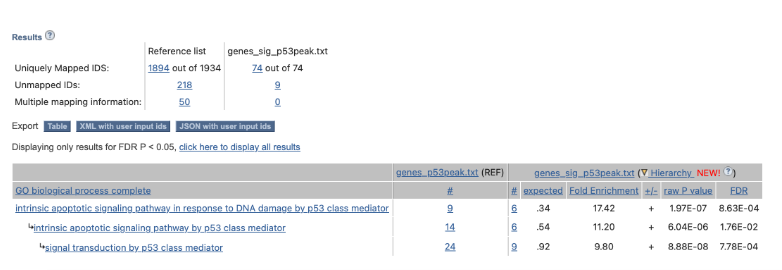 Results ?
Reference list genes_sig_p53peak.txt
Uniquely Mapped IDS: 1894 out of 1934 74 out of 74
Unmapped IDs: 218 9
Multiple mapping information: 50 0
Export Table XML with user input ids JSON with user input ids
Displaying only results for FDR P < 0.05, click here to display all results
genes_p53peak.txt (REF) genes_sig_p53peak.txt (▽ Hierarchy NEW! ?)
GO biological process complete # # expected Fold Enrichment +/- raw P value FDR
intrinsic apoptotic signaling pathway in response to DNA damage by p53 class mediator 9 6 .34 17.42 + 1.97E-07 8.63E-04
↳intrinsic apoptotic signaling pathway by p53 class mediator 14 6 .54 11.20 + 6.04E-06 1.76E-02
↳signal transduction by p53 class mediator 24 9 .92 9.80 + 8.88E-08 7.78E-04